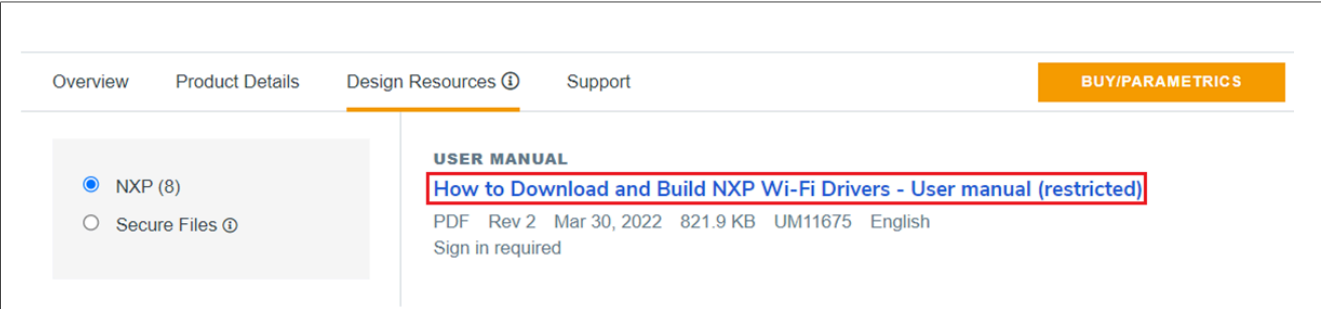 Overview Product Details Design Resources ⓘ Support BUY/PARAMETRICS
NXP (8)
Secure Files ⓘ
USER MANUAL
How to Download and Build NXP Wi-Fi Drivers - User manual (restricted)
PDF Rev 2 Mar 30, 2022 821.9 KB UM11675 English
Sign in required